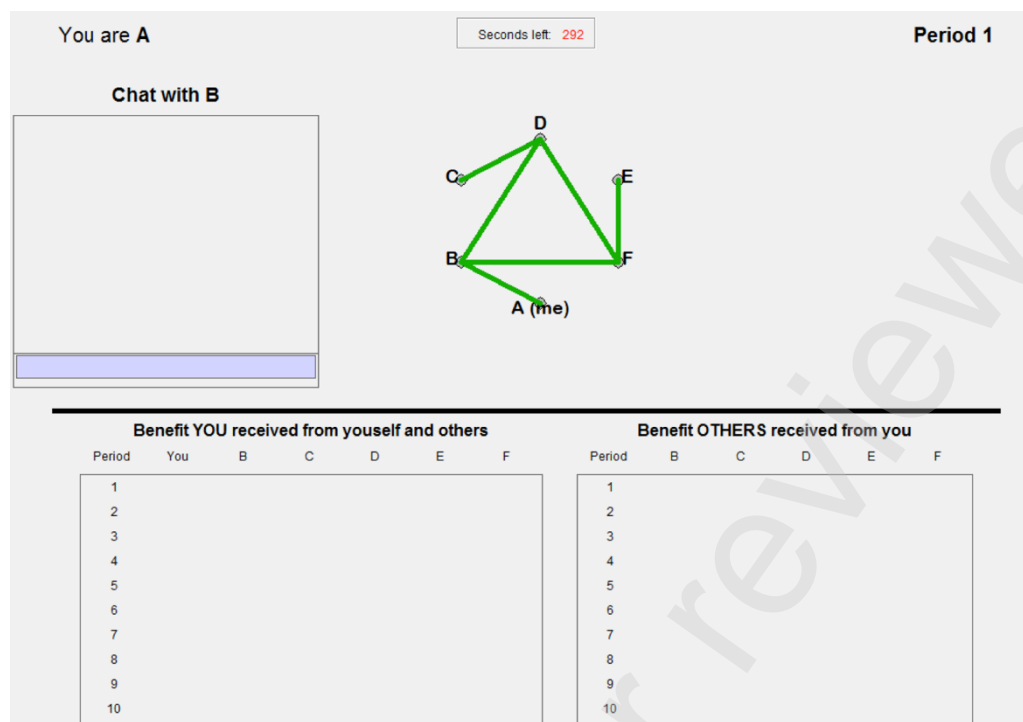 You are A
Seconds left: 292
Period 1
Chat with B
D
C
E
B
F
A (me)
Benefit YOU received from youself and others
Period You B C D E F
1
2
3
4
5
6
7
8
9
10
Benefit OTHERS received from you
Period B C D E F
1
2
3
4
5
6
7
8
9
10
r reviewe